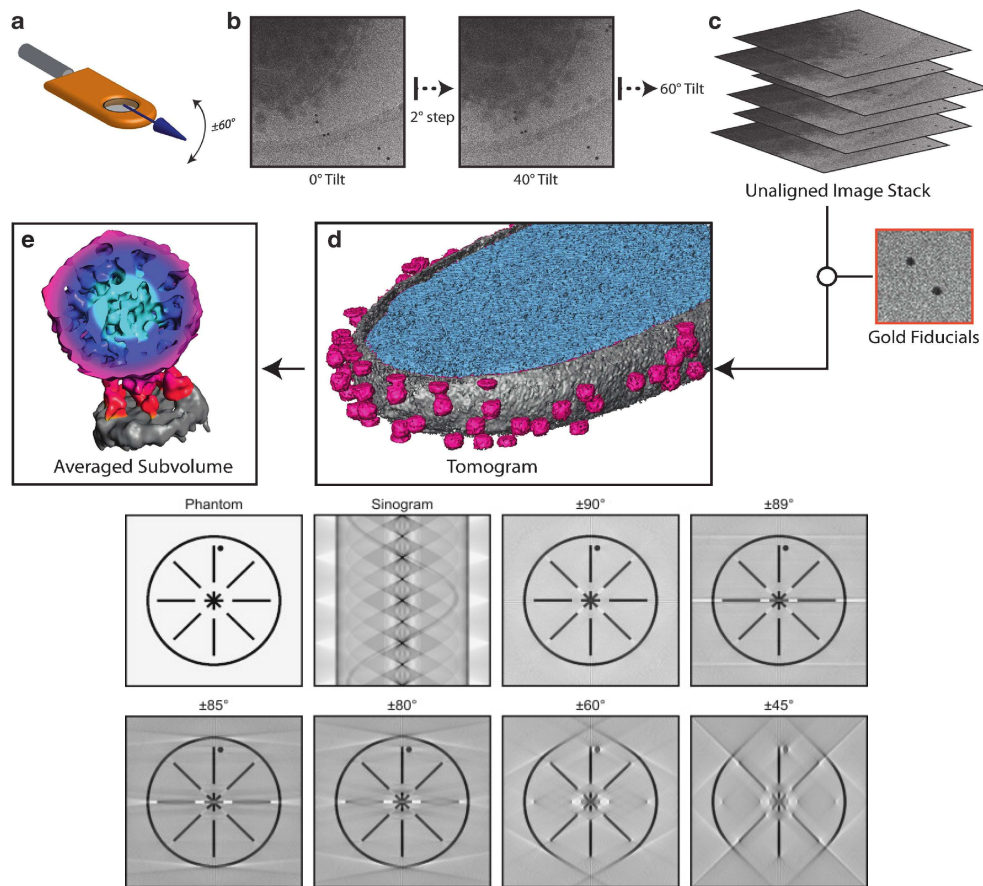 a
±60°
b
0° Tilt
2° step
40° Tilt
60° Tilt
c
Unaligned Image Stack
Gold Fiducials
d
Tomogram
e
Averaged Subvolume
Phantom
Sinogram
±90°
±89°
±85°
±80°
±60°
±45°